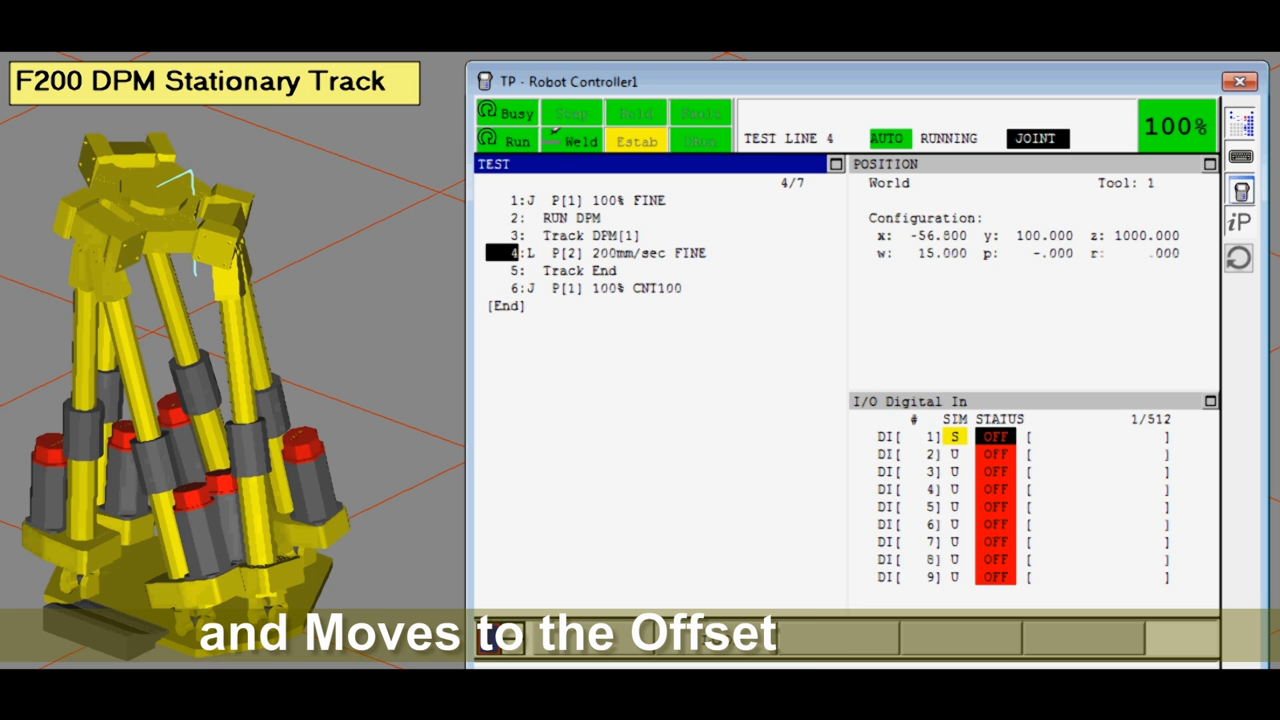 F200 DPM Stationary Track
TP - Robot Controller1
Busy
Run Weld Estab
TEST LINE 4 AUTO RUNNING JOINT
100%
TEST
4/7
1:J P[1] 100% FINE
2: RUN DPM
3: Track DPM[1]
4:L P[2] 200mm/sec FINE
5: Track End
6:J P[1] 100% CNT100
[End]
POSITION
World Tool: 1
Configuration:
x: -56.800 y: 100.000 z: 1000.000
w: 15.000 p: -.000 r: .000
I/O Digital In
# SIM STATUS 1/512
DI[ 1] S OFF [ ]
DI[ 2] U OFF [ ]
DI[ 3] U OFF [ ]
DI[ 4] U OFF [ ]
DI[ 5] U OFF [ ]
DI[ 6] U OFF [ ]
DI[ 7] U OFF [ ]
DI[ 8] U OFF [ ]
DI[ 9] U OFF [ ]
iP
and Moves to the Offset